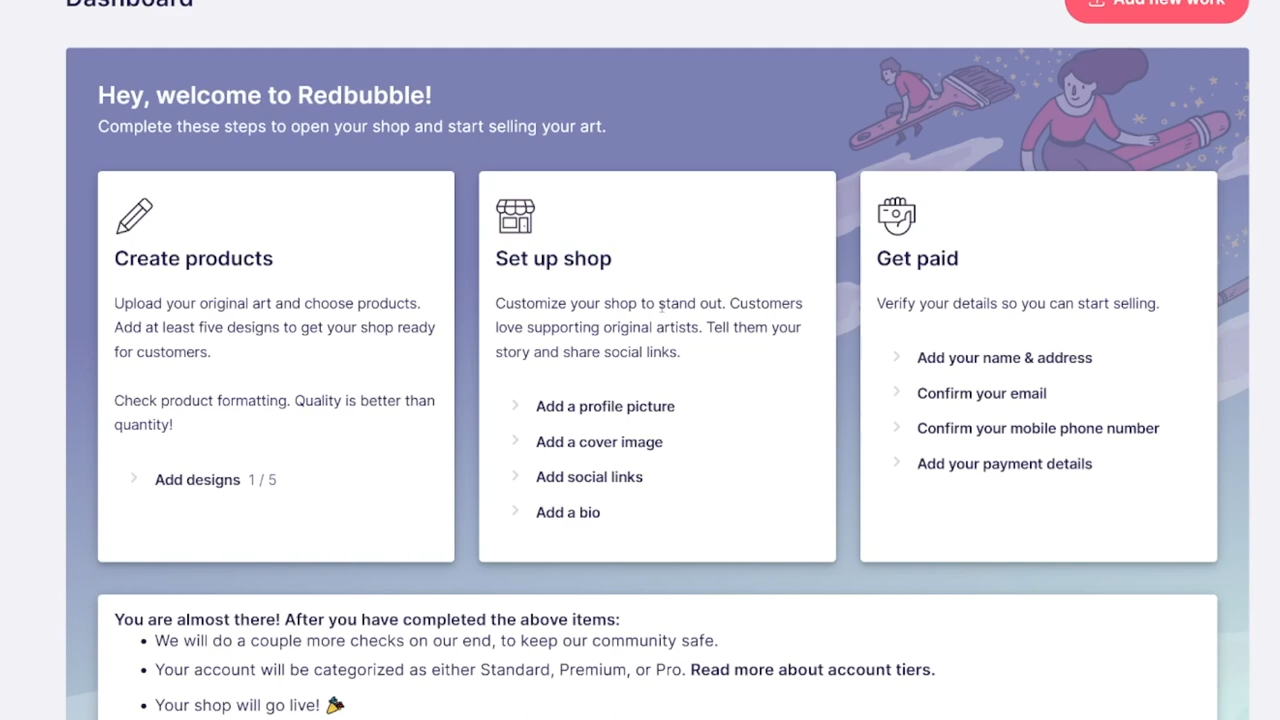 Dashboard
Add new work
Hey, welcome to Redbubble!
Complete these steps to open your shop and start selling your art.
Create products
Upload your original art and choose products.
Add at least five designs to get your shop ready
for customers.
Check product formatting. Quality is better than
quantity!
Add designs 1 / 5
Set up shop
Customize your shop to stand out. Customers
love supporting original artists. Tell them your
story and share social links.
Add a profile picture
Add a cover image
Add social links
Add a bio
Get paid
Verify your details so you can start selling.
Add your name & address
Confirm your email
Confirm your mobile phone number
Add your payment details
You are almost there! After you have completed the above items:
• We will do a couple more checks on our end, to keep our community safe.
• Your account will be categorized as either Standard, Premium, or Pro. Read more about account tiers.
• Your shop will go live! 🎉